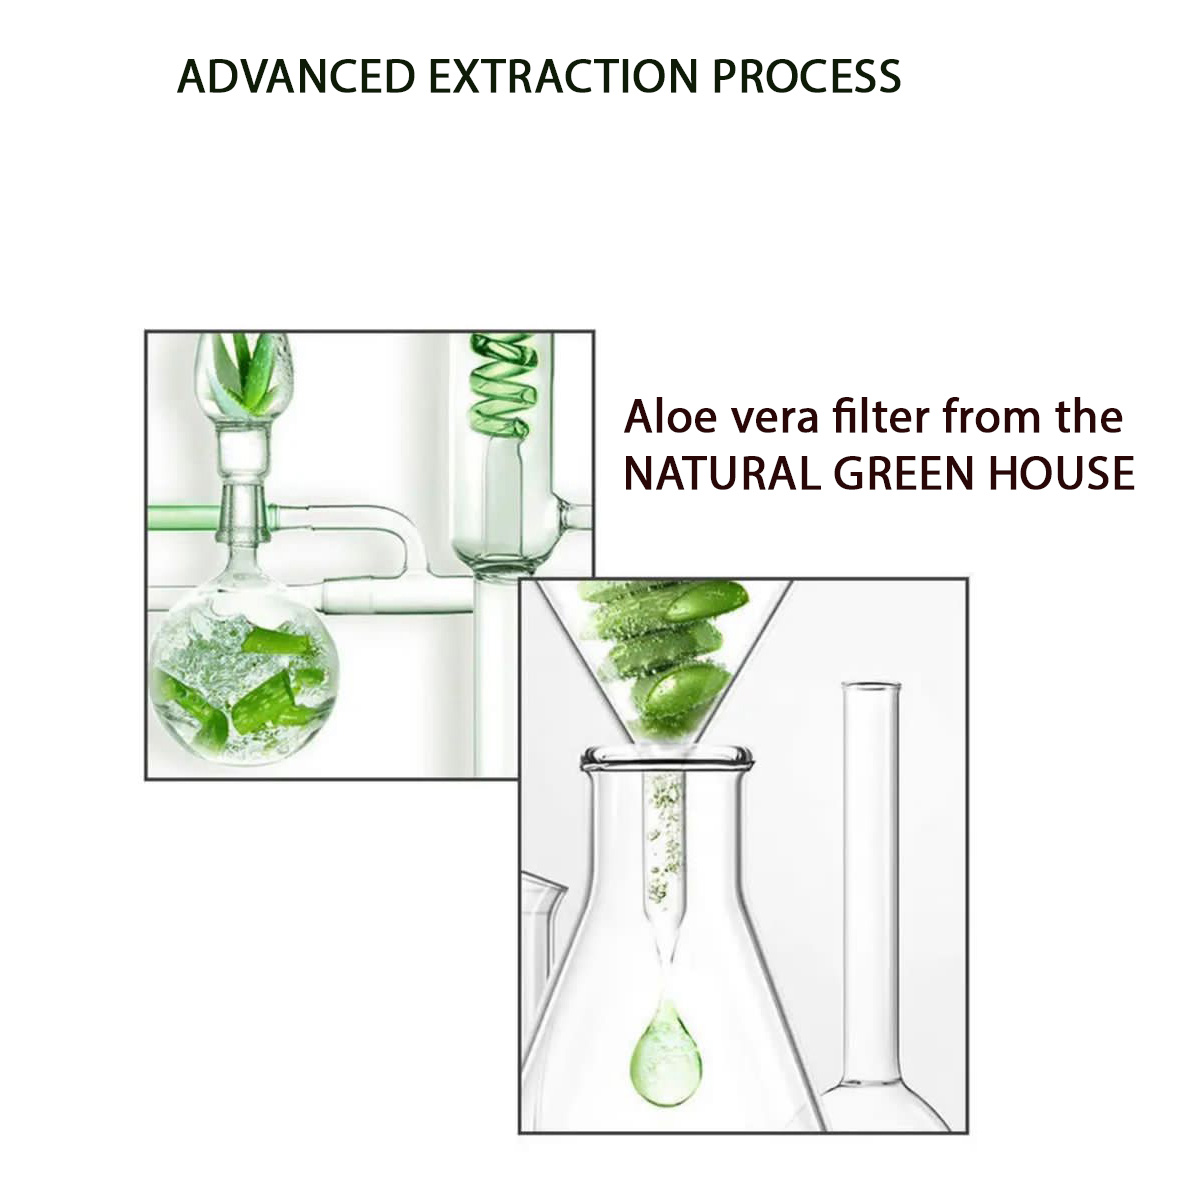 ADVANCED EXTRACTION PROCESS
Aloe vera filter from the
NATURAL GREEN HOUSE